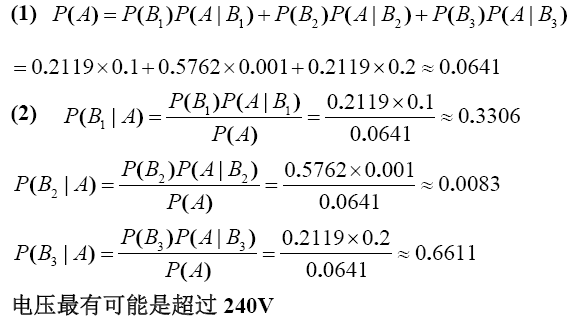 (1) P(A) = P(B₁)P(A|B₁) + P(B₂)P(A|B₂) + P(B₃)P(A|B₃)
= 0.2119×0.1+0.5762×0.001+0.2119×0.2 ≈ 0.0641
(2) P(B₁|A) = P(B₁)P(A|B₁)/P(A) = 0.2119×0.1/0.0641 ≈ 0.3306
P(B₂|A) = P(B₂)P(A|B₂)/P(A) = 0.5762×0.001/0.0641 ≈ 0.0083
P(B₃|A) = P(B₃)P(A|B₃)/P(A) = 0.2119×0.2/0.0641 ≈ 0.6611
电压最有可能是超过 240V